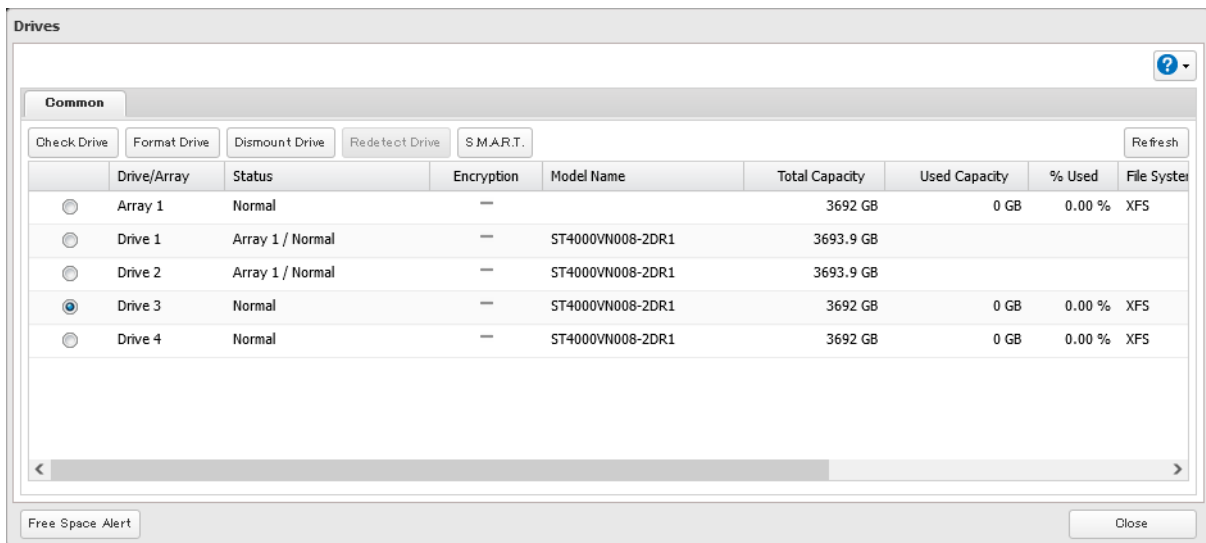 Drives
?
Common
Check Drive Format Drive Dismount Drive Redetect Drive S.M.A.R.T. Refresh
Drive/Array Status Encryption Model Name Total Capacity Used Capacity % Used File System
Array 1 Normal — 3692 GB 0 GB 0.00 % XFS
Drive 1 Array 1 / Normal — ST4000VN008-2DR1 3693.9 GB
Drive 2 Array 1 / Normal — ST4000VN008-2DR1 3693.9 GB
Drive 3 Normal — ST4000VN008-2DR1 3692 GB 0 GB 0.00 % XFS
Drive 4 Normal — ST4000VN008-2DR1 3692 GB 0 GB 0.00 % XFS
Free Space Alert Close